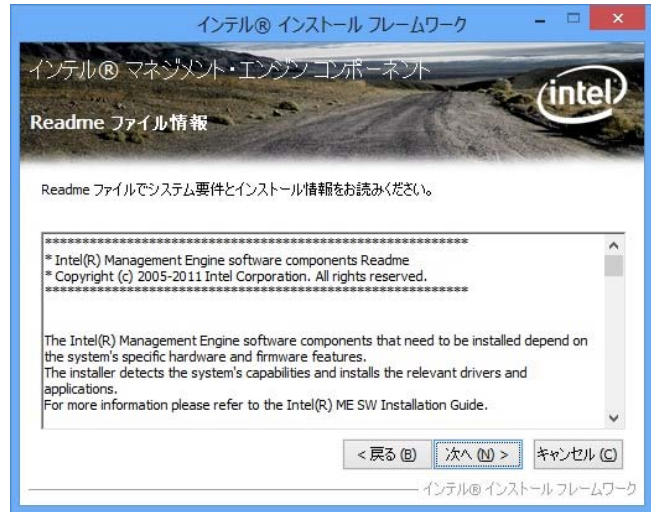 インテル® インストール フレームワーク
インテル® マネジメント・エンジン コンポーネント
intel
Readme ファイル情報
Readme ファイルでシステム要件とインストール情報をお読みください。
*********************************************************
* Intel(R) Management Engine software components Readme
* Copyright (c) 2005-2011 Intel Corporation. All rights reserved.
*********************************************************
The Intel(R) Management Engine software components that need to be installed depend on
the system's specific hardware and firmware features.
The installer detects the system's capabilities and installs the relevant drivers and
applications.
For more information please refer to the Intel(R) ME SW Installation Guide.
< 戻る (B) 次へ (N) > キャンセル (C)
インテル® インストール フレームワーク